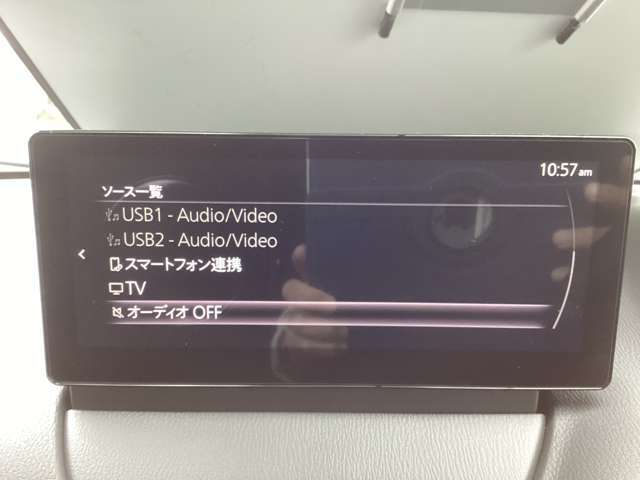 10:57am
ソース一覧
USB1 - Audio/Video
USB2 - Audio/Video
スマートフォン連携
TV
オーディオ OFF